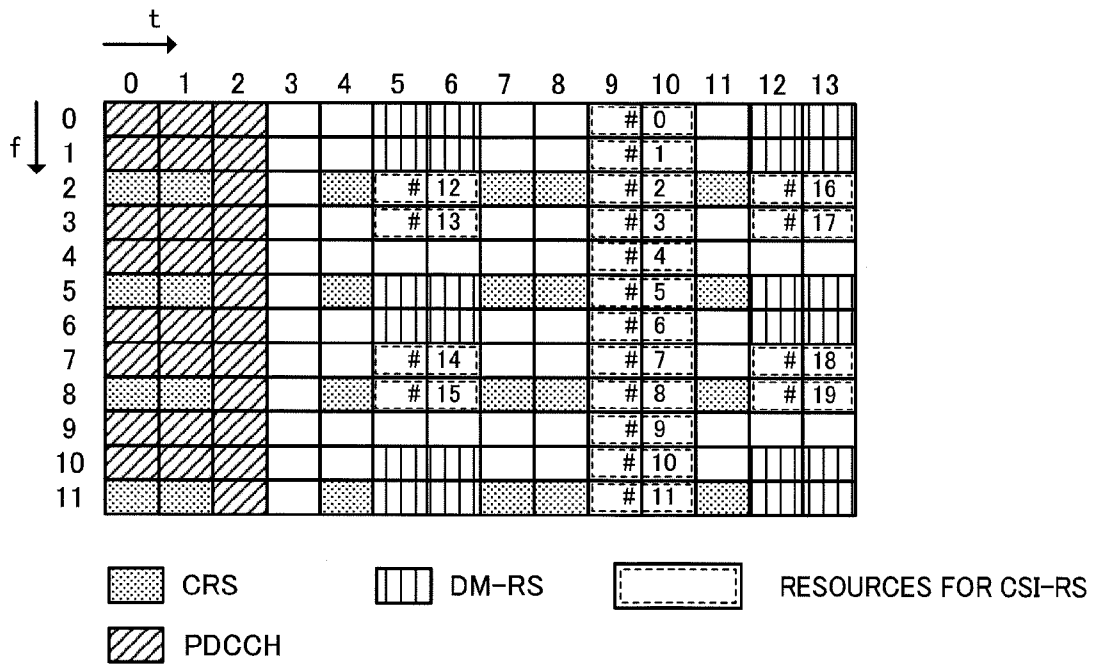 t
0 1 2 3 4 5 6 7 8 9 10 11 12 13
f
0 # 0
1 # 1
2 # 12 # 2 # 16
3 # 13 # 3 # 17
4 # 4
5 # 5
6 # 6
7 # 14 # 7 # 18
8 # 15 # 8 # 19
9 # 9
10 # 10
11 # 11
CRS DM-RS RESOURCES FOR CSI-RS
PDCCH